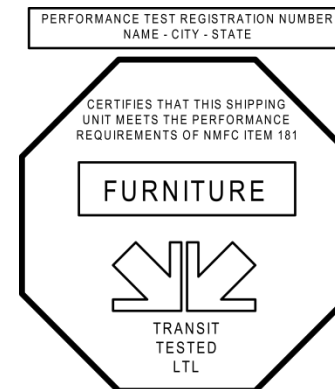 PERFORMANCE TEST REGISTRATION NUMBER
NAME - CITY - STATE
CERTIFIES THAT THIS SHIPPING
UNIT MEETS THE PERFORMANCE
REQUIREMENTS OF NMFC ITEM 181
FURNITURE
TRANSIT
TESTED
LTL